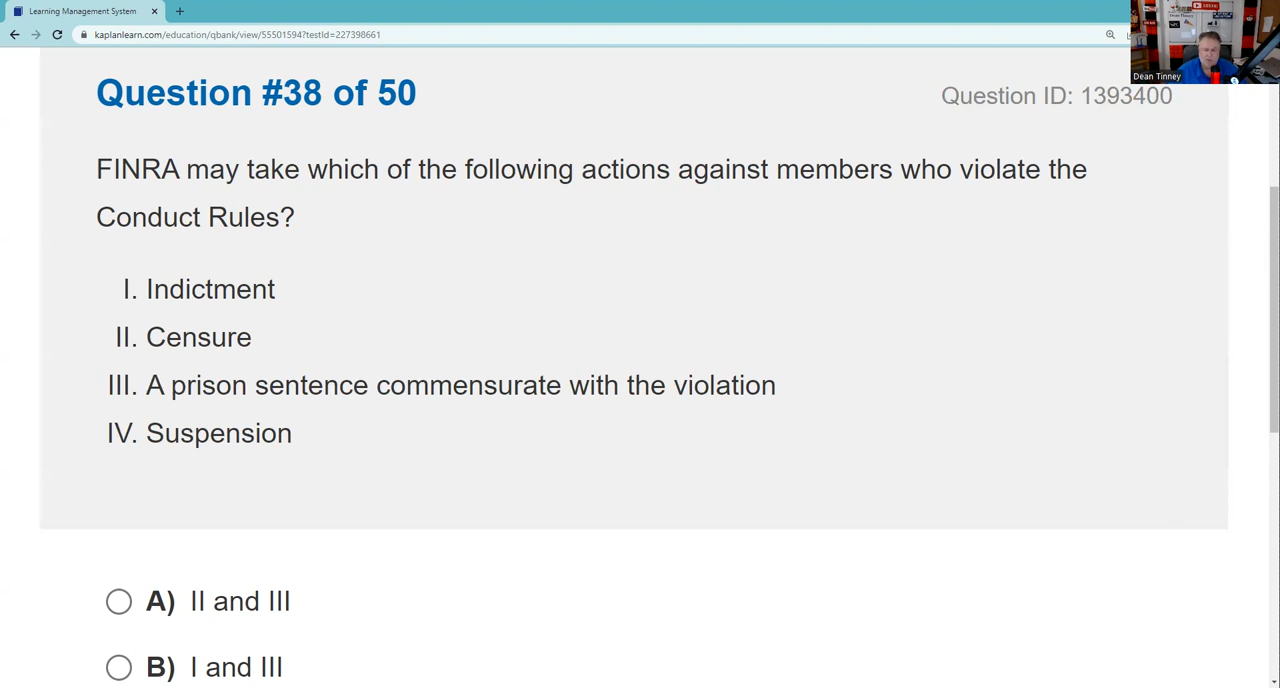 Learning Management System
kaplanlearn.com/education/qbank/view/55501594?testId=227398661
Dean Tinney
Question #38 of 50
Question ID: 1393400
FINRA may take which of the following actions against members who violate the
Conduct Rules?
I. Indictment
II. Censure
III. A prison sentence commensurate with the violation
IV. Suspension
A) II and III
B) I and III